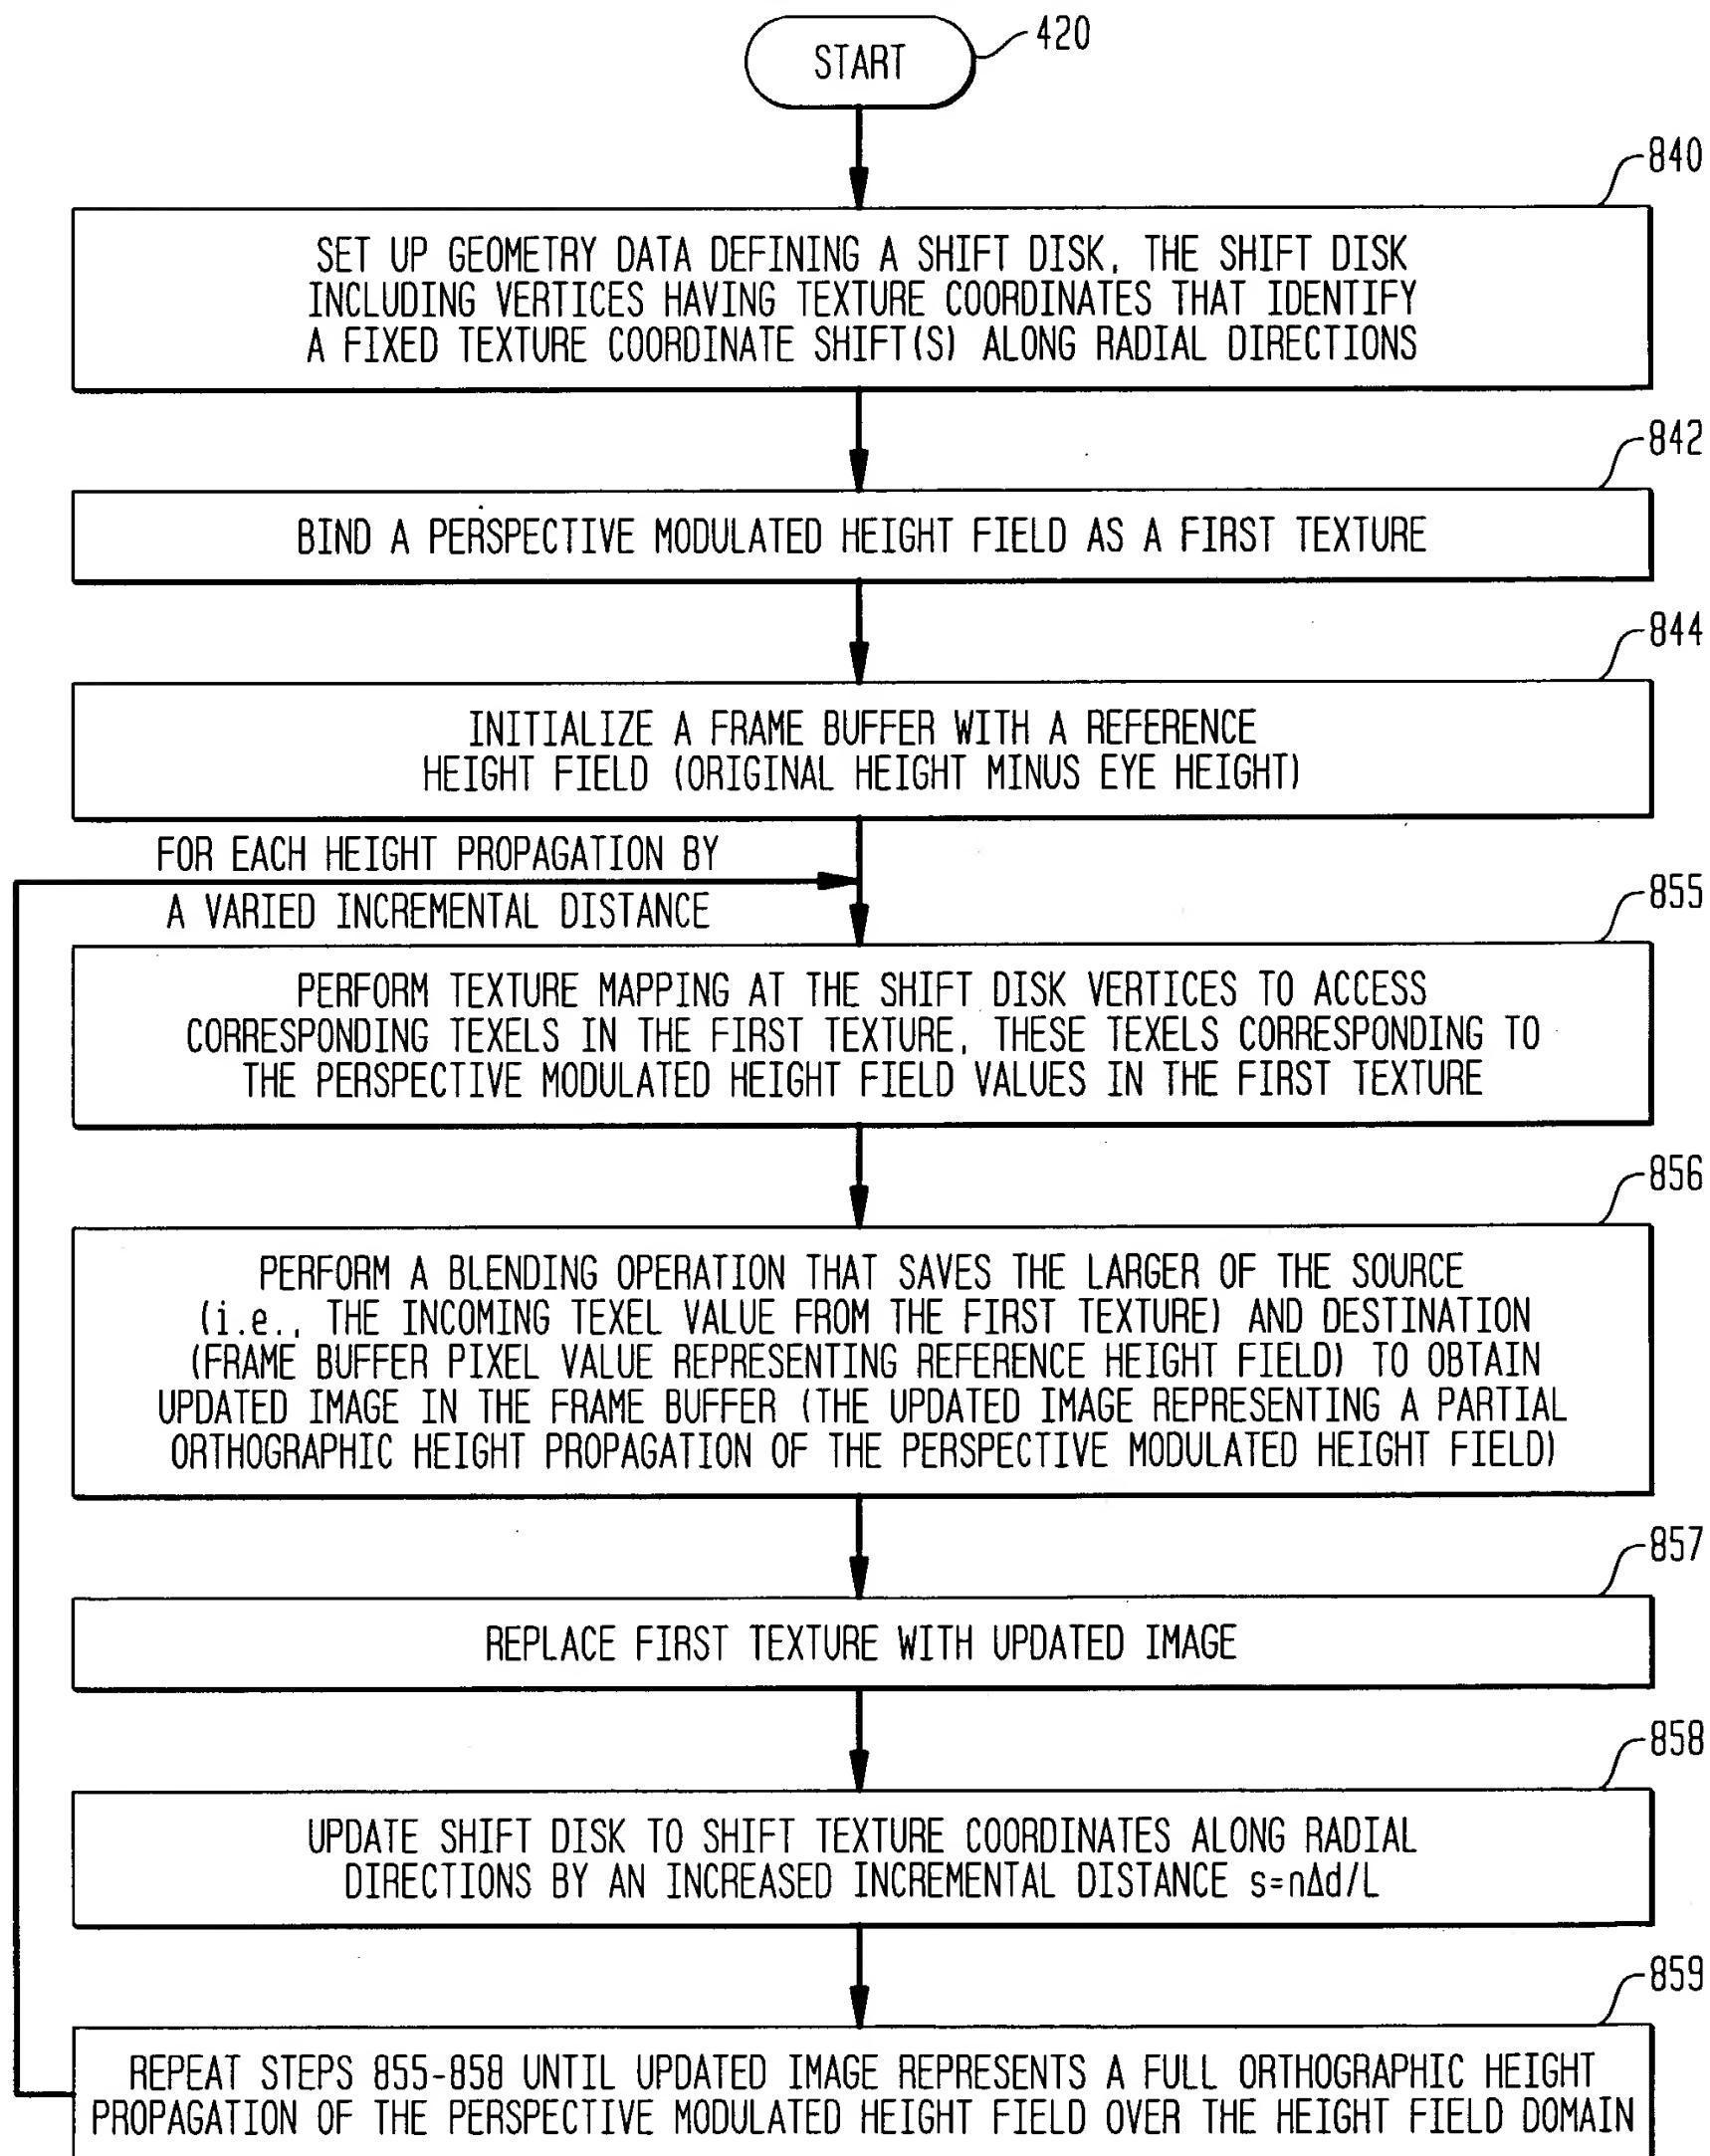 START
420
840
SET UP GEOMETRY DATA DEFINING A SHIFT DISK, THE SHIFT DISK
INCLUDING VERTICES HAVING TEXTURE COORDINATES THAT IDENTIFY
A FIXED TEXTURE COORDINATE SHIFT(S) ALONG RADIAL DIRECTIONS
842
BIND A PERSPECTIVE MODULATED HEIGHT FIELD AS A FIRST TEXTURE
844
INITIALIZE A FRAME BUFFER WITH A REFERENCE
HEIGHT FIELD (ORIGINAL HEIGHT MINUS EYE HEIGHT)
FOR EACH HEIGHT PROPAGATION BY
A VARIED INCREMENTAL DISTANCE
855
PERFORM TEXTURE MAPPING AT THE SHIFT DISK VERTICES TO ACCESS
CORRESPONDING TEXELS IN THE FIRST TEXTURE, THESE TEXELS CORRESPONDING TO
THE PERSPECTIVE MODULATED HEIGHT FIELD VALUES IN THE FIRST TEXTURE
856
PERFORM A BLENDING OPERATION THAT SAVES THE LARGER OF THE SOURCE
(i.e., THE INCOMING TEXEL VALUE FROM THE FIRST TEXTURE) AND DESTINATION
(FRAME BUFFER PIXEL VALUE REPRESENTING REFERENCE HEIGHT FIELD) TO OBTAIN
UPDATED IMAGE IN THE FRAME BUFFER (THE UPDATED IMAGE REPRESENTING A PARTIAL
ORTHOGRAPHIC HEIGHT PROPAGATION OF THE PERSPECTIVE MODULATED HEIGHT FIELD)
857
REPLACE FIRST TEXTURE WITH UPDATED IMAGE
858
UPDATE SHIFT DISK TO SHIFT TEXTURE COORDINATES ALONG RADIAL
DIRECTIONS BY AN INCREASED INCREMENTAL DISTANCE s=nΔd/L
859
REPEAT STEPS 855-858 UNTIL UPDATED IMAGE REPRESENTS A FULL ORTHOGRAPHIC HEIGHT
PROPAGATION OF THE PERSPECTIVE MODULATED HEIGHT FIELD OVER THE HEIGHT FIELD DOMAIN